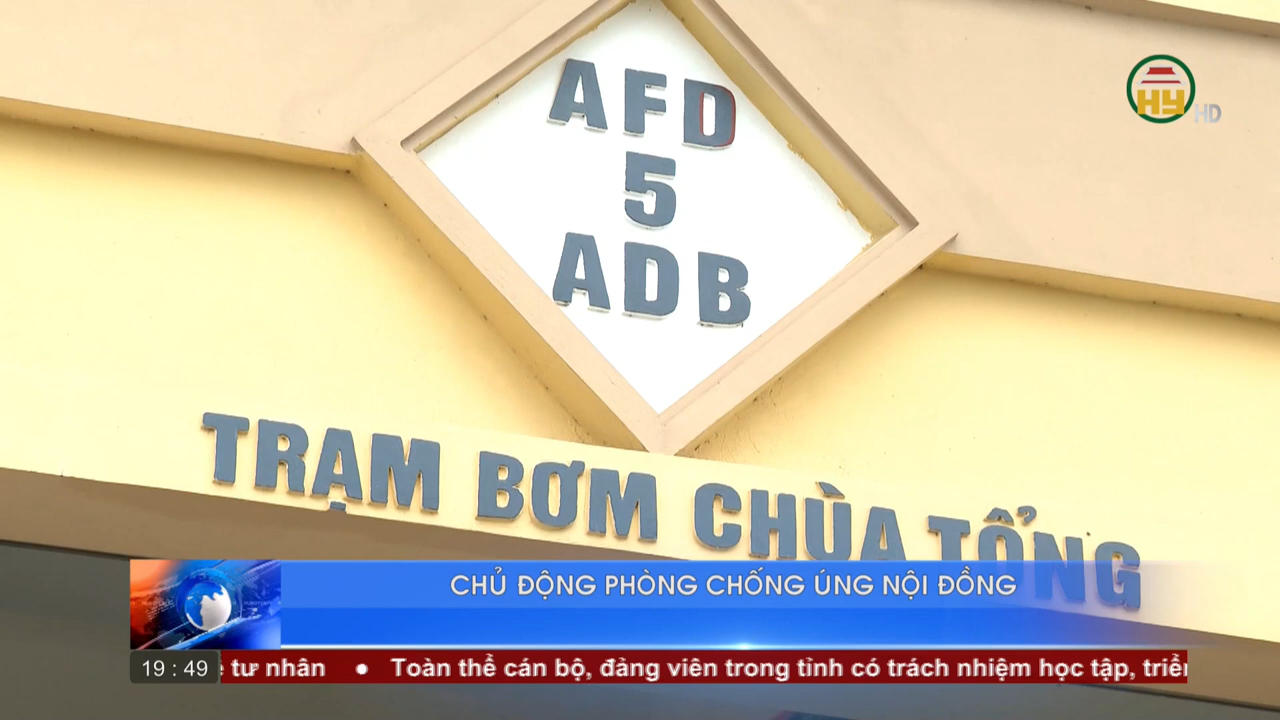 AFD
5
ADB
HY HD
TRẠM BƠM CHÙA TỔNG
CHỦ ĐỘNG PHÒNG CHỐNG ÚNG NỘI ĐỒNG
19 : 49 tư nhân • Toàn thể cán bộ, đảng viên trong tỉnh có trách nhiệm học tập,